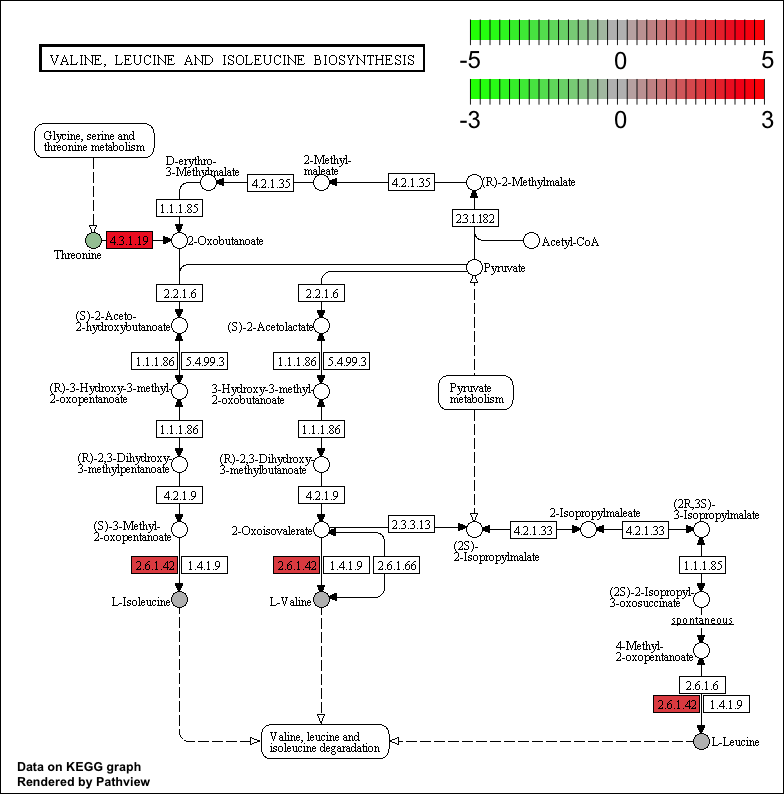 -5 0 5
VALINE, LEUCINE AND ISOLEUCINE BIOSYNTHESIS
-3 0 3
Glycine, serine and
threonine metabolism
D-erythro-
3-Methylmalate
2-Methyl-
maleate
4.2.1.35
4.2.1.35
(R)-2-Methylmalate
1.1.1.85
2.3.1.182
Threonine
4.3.1.19
2-Oxobutanoate
Acetyl-CoA
Pyruvate
2.2.1.6
2.2.1.6
(S)-2-Aceto-
2-hydroxybutanoate
(S)-2-Acetolactate
1.1.1.86
5.4.99.3
1.1.1.86
5.4.99.3
(R)-3-Hydroxy-3-methyl-
2-oxopentanoate
3-Hydroxy-3-methyl-
2-oxobutanoate
Pyruvate
metabolism
1.1.1.86
1.1.1.86
(R)-2,3-Dihydroxy-
3-methylpentanoate
(R)-2,3-Dihydroxy-
3-methylbutanoate
4.2.1.9
4.2.1.9
(S)-3-Methyl-
2-oxopentanoate
2-Oxoisovalerate
2.3.3.13
(2S)-
2-Isopropylmalate
4.2.1.33
2-Isopropylmaleate
4.2.1.33
(2R,3S)-
3-Isopropylmalate
2.6.1.42
1.4.1.9
2.6.1.42
1.4.1.9
2.6.1.66
1.1.1.85
L-Isoleucine
L-Valine
(2S)-2-Isopropyl-
3-oxosuccinate
spontaneous
4-Methyl-
2-oxopentanoate
2.6.1.6
2.6.1.42
1.4.1.9
Valine, leucine and
isoleucine degradation
L-Leucine
Data on KEGG graph
Rendered by Pathview